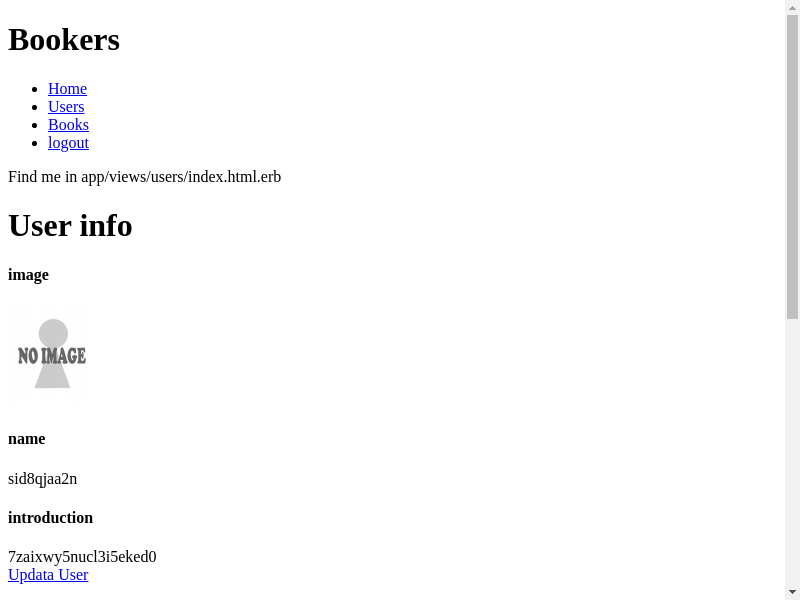 Bookers
Home
Users
Books
logout
Find me in app/views/users/index.html.erb
User info
image
NO IMAGE
name
sid8qjaa2n
introduction
7zaixwy5nucl3i5eked0
Updata User